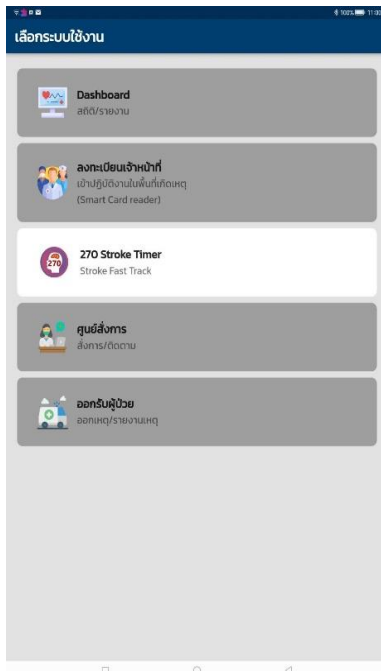 100% 11:00
เลือกระบบใช้งาน
Dashboard
สถิติ/รายงาน
ลงทะเบียนเจ้าหน้าที่
เข้าปฏิบัติงานในพื้นที่เกิดเหตุ
(Smart Card reader)
270
270 Stroke Timer
Stroke Fast Track
ศูนย์สั่งการ
สั่งการ/ติดตาม
ออกรับผู้ป่วย
ออกเหตุ/รายงานเหตุ